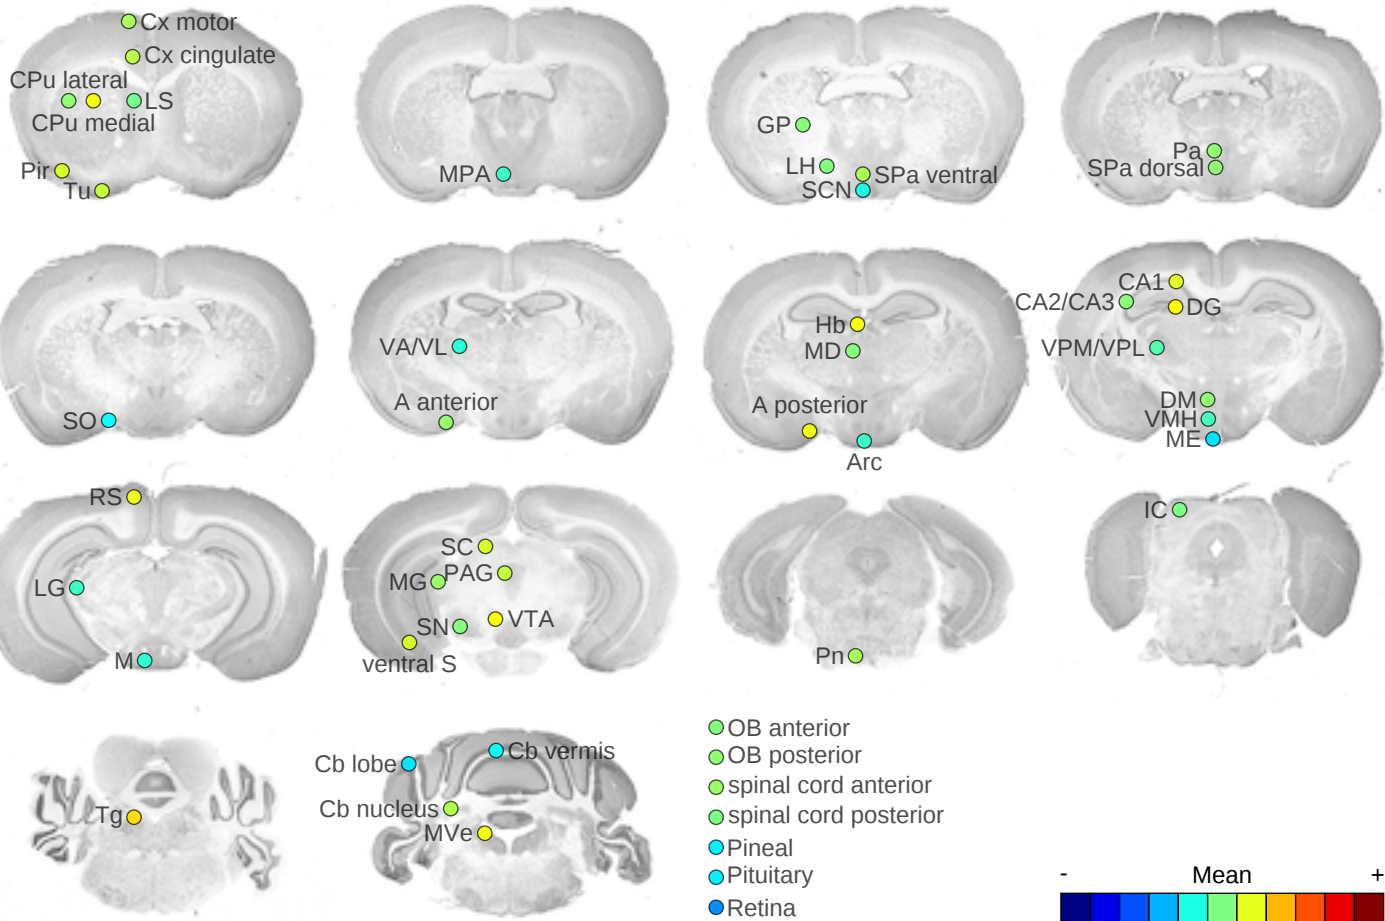 Cx motor
Cx cingulate
CPu lateral
LS
CPu medial
Pir
Tu
MPA
GP
LH
SPa ventral
SCN
Pa
SPa dorsal
SO
VA/VL
A anterior
Hb
MD
A posterior
Arc
CA1
CA2/CA3
DG
VPM/VPL
DM
VMH
ME
RS
LG
M
SC
PAG
MG
VTA
SN
ventral S
Pn
IC
Tg
Cb vermis
Cb lobe
Cb nucleus
MVe
OB anterior
OB posterior
spinal cord anterior
spinal cord posterior
Pineal
Pituitary
Retina
- Mean +